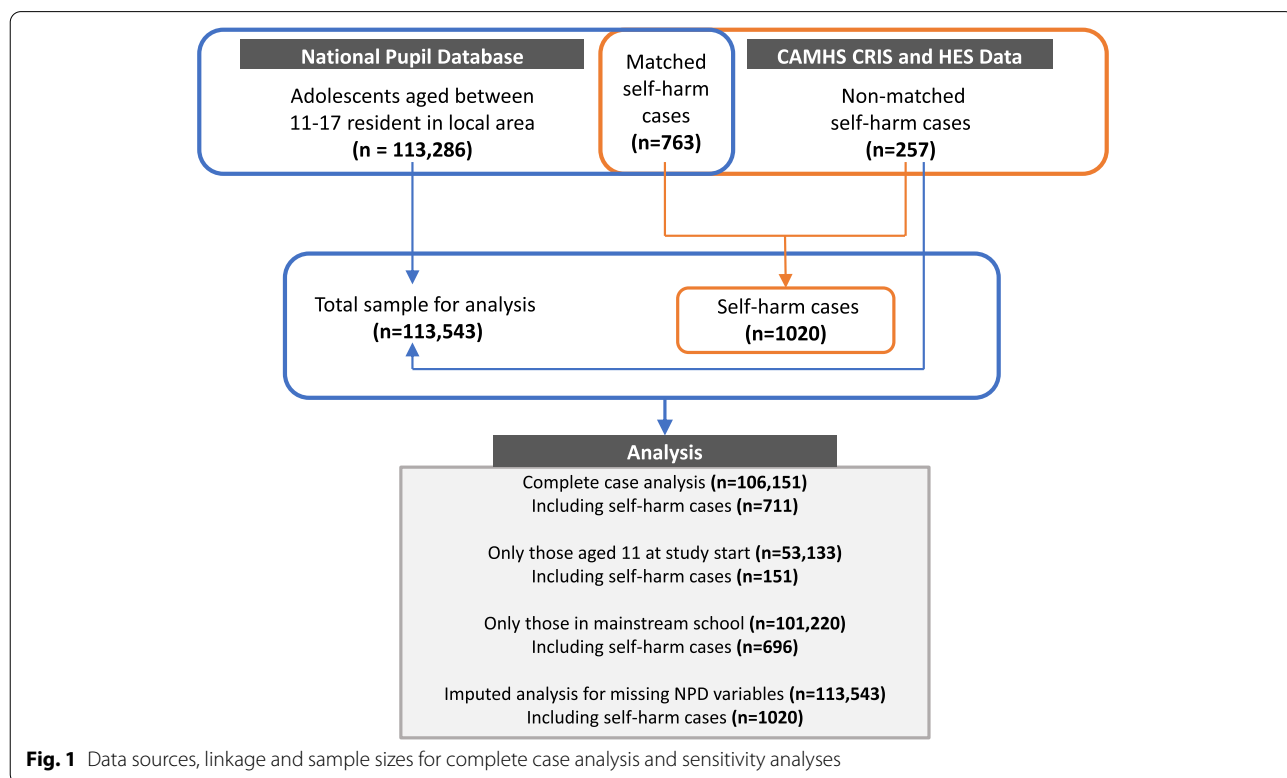 National Pupil Database
Adolescents aged between
11-17 resident in local area
(n = 113,286)
Matched
self-harm
cases
(n=763)
CAMHS CRIS and HES Data
Non-matched
self-harm cases
(n=257)
Total sample for analysis
(n=113,543)
Self-harm cases
(n=1020)
Analysis
Complete case analysis (n=106,151)
Including self-harm cases (n=711)
Only those aged 11 at study start (n=53,133)
Including self-harm cases (n=151)
Only those in mainstream school (n=101,220)
Including self-harm cases (n=696)
Imputed analysis for missing NPD variables (n=113,543)
Including self-harm cases (n=1020)
Fig. 1 Data sources, linkage and sample sizes for complete case analysis and sensitivity analyses